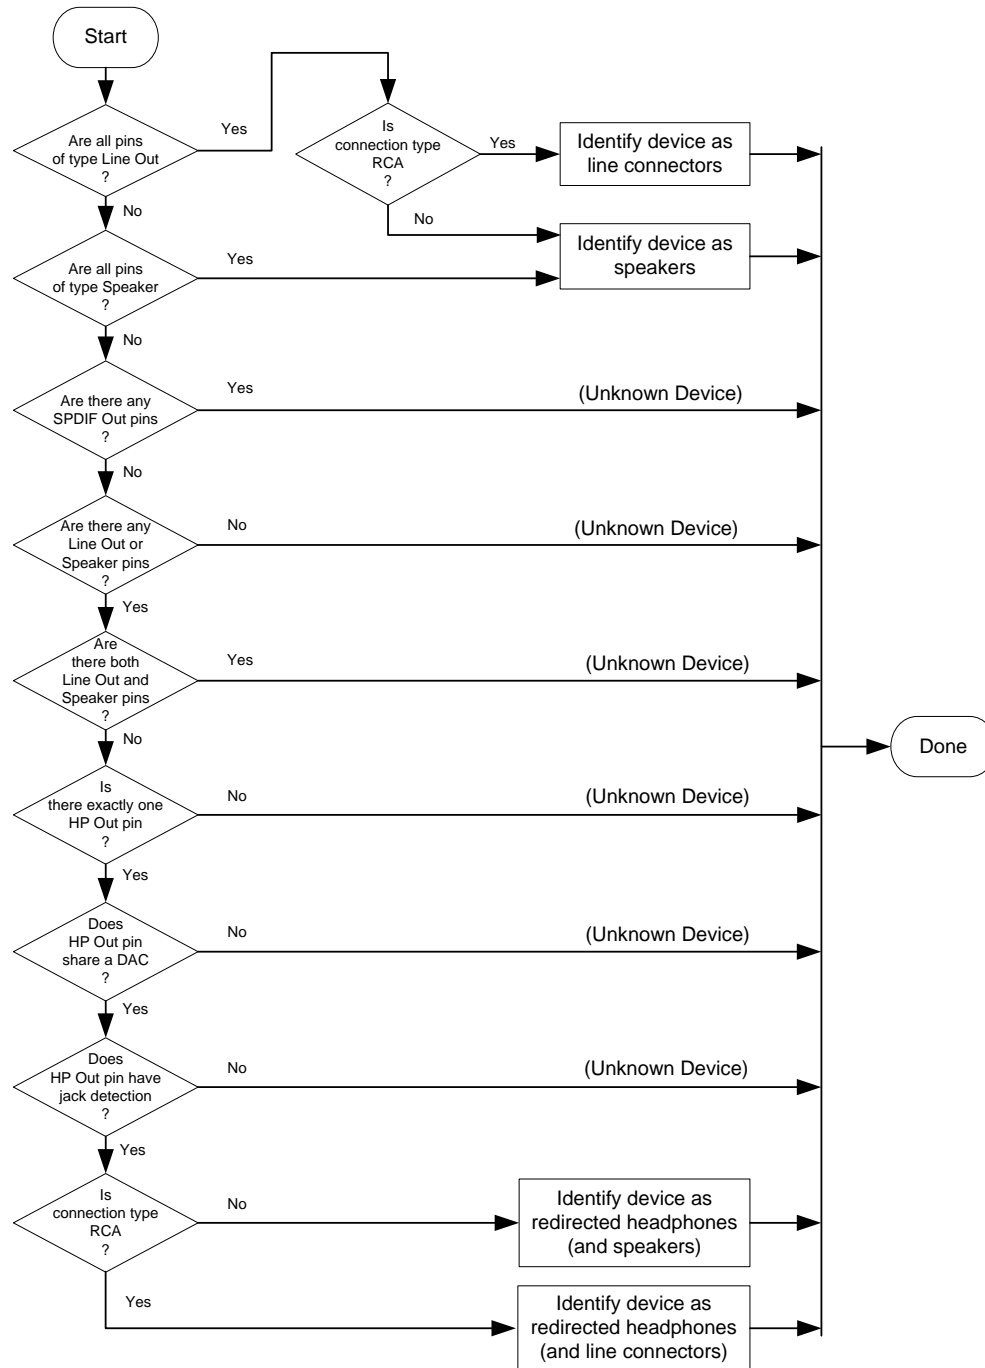 Start
Are all pins
of type Line Out
?
Yes
Is
connection type
RCA
?
Yes
Identify device as
line connectors
No
No
Identify device as
speakers
Are all pins
of type Speaker
?
Yes
No
Are there any
SPDIF Out pins
?
Yes
(Unknown Device)
No
Are there any
Line Out or
Speaker pins
?
No
(Unknown Device)
Yes
Are
there both
Line Out and
Speaker pins
?
Yes
(Unknown Device)
No
Done
Is
there exactly one
HP Out pin
?
No
(Unknown Device)
Yes
Does
HP Out pin
share a DAC
?
No
(Unknown Device)
Yes
Does
HP Out pin have
jack detection
?
No
(Unknown Device)
Yes
Is
connection type
RCA
?
No
Identify device as
redirected headphones
(and speakers)
Yes
Identify device as
redirected headphones
(and line connectors)